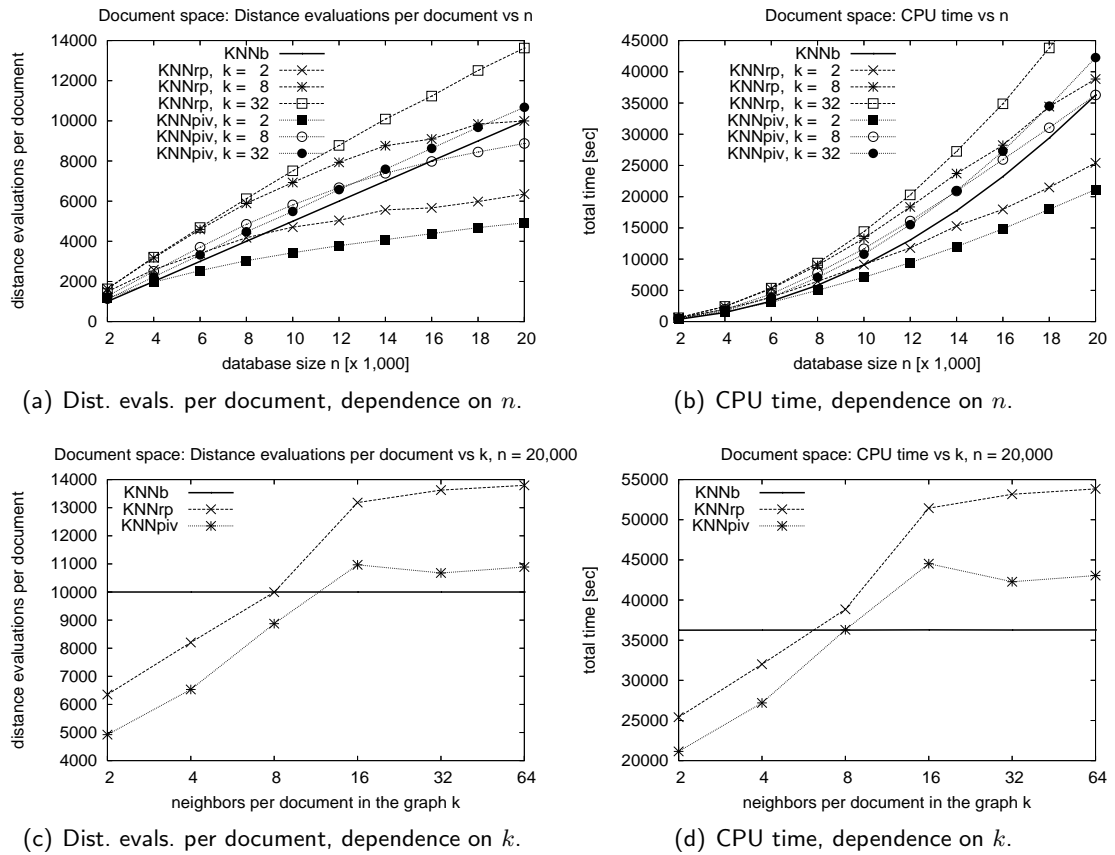 Document space: Distance evaluations per document vs n
distance evaluations per document
14000
12000
10000
8000
6000
4000
2000
0
KNNb
KNNrp, k = 2
KNNrp, k = 8
KNNrp, k = 32
KNNpiv, k = 2
KNNpiv, k = 8
KNNpiv, k = 32
2 4 6 8 10 12 14 16 18 20
database size n [x 1,000]
(a) Dist. evals. per document, dependence on n.
Document space: CPU time vs n
total time [sec]
45000
40000
35000
30000
25000
20000
15000
10000
5000
0
KNNb
KNNrp, k = 2
KNNrp, k = 8
KNNrp, k = 32
KNNpiv, k = 2
KNNpiv, k = 8
KNNpiv, k = 32
2 4 6 8 10 12 14 16 18 20
database size n [x 1,000]
(b) CPU time, dependence on n.
Document space: Distance evaluations per document vs k, n = 20,000
distance evaluations per document
14000
13000
12000
11000
10000
9000
8000
7000
6000
5000
4000
KNNb
KNNrp
KNNpiv
2 4 8 16 32 64
neighbors per document in the graph k
(c) Dist. evals. per document, dependence on k.
Document space: CPU time vs k, n = 20,000
total time [sec]
55000
50000
45000
40000
35000
30000
25000
20000
KNNb
KNNrp
KNNpiv
2 4 8 16 32 64
neighbors per document in the graph k
(d) CPU time, dependence on k.